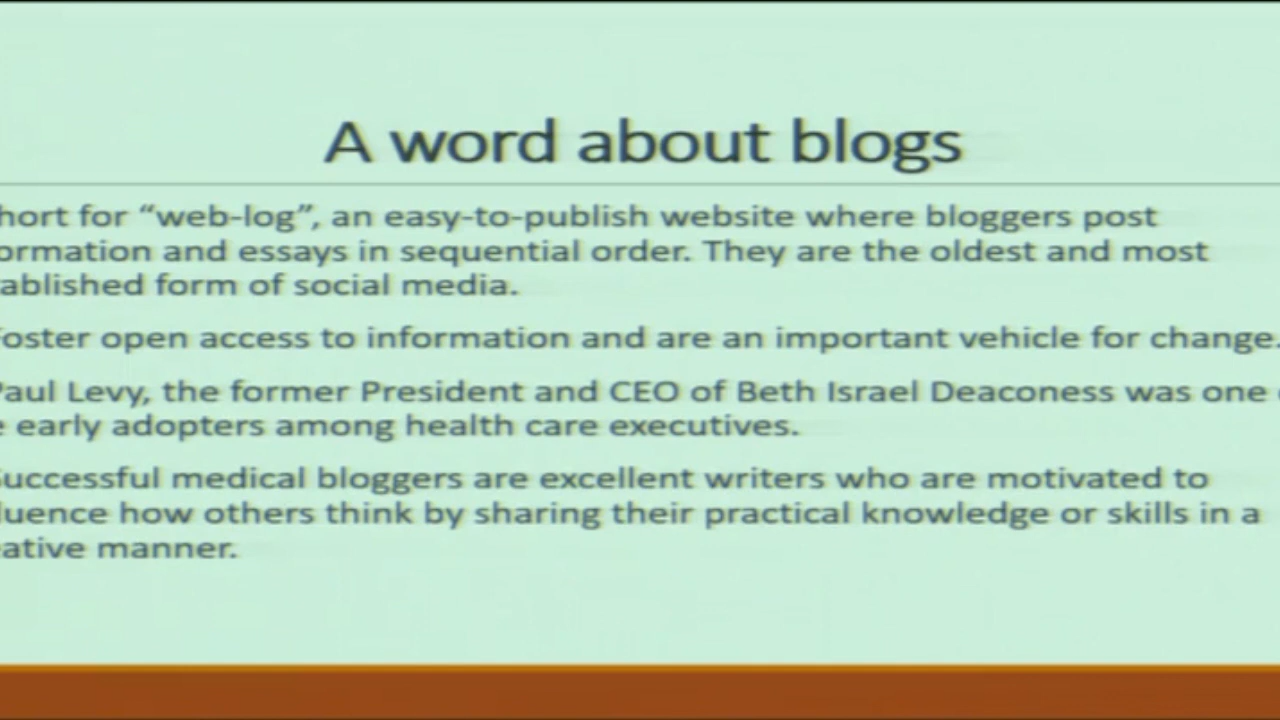 A word about blogs
hort for “web-log”, an easy-to-publish website where bloggers post
ormation and essays in sequential order. They are the oldest and most
ablished form of social media.
Foster open access to information and are an important vehicle for change.
Paul Levy, the former President and CEO of Beth Israel Deaconess was one
e early adopters among health care executives.
Successful medical bloggers are excellent writers who are motivated to
luence how others think by sharing their practical knowledge or skills in a
ative manner.